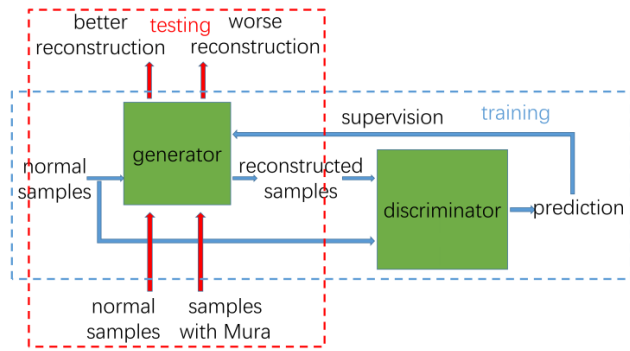 better
reconstruction
testing
worse
reconstruction
supervision
training
normal
samples
generator
reconstructed
samples
discriminator
prediction
normal
samples
samples
with Mura